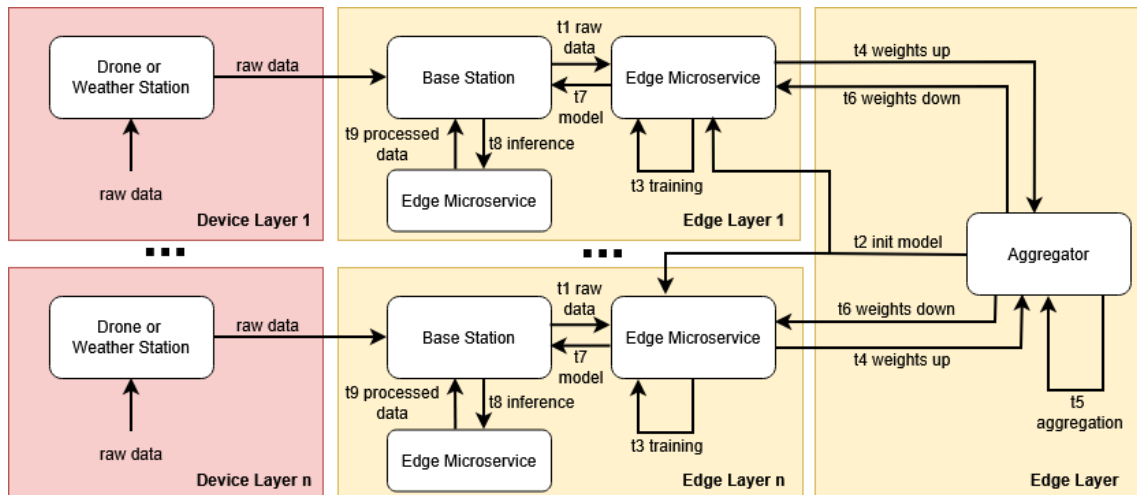 Drone or
Weather Station
raw data
raw data
Device Layer 1
Base Station
t1 raw
data
t7
model
Edge Microservice
t9 processed
data
t8 inference
Edge Microservice
t3 training
Edge Layer 1
t4 weights up
t6 weights down
t2 init model
Aggregator
t6 weights down
t4 weights up
t5
aggregation
Edge Layer
...
...
Drone or
Weather Station
raw data
raw data
Device Layer n
Base Station
t1 raw
data
t7
model
Edge Microservice
t9 processed
data
t8 inference
Edge Microservice
t3 training
Edge Layer n